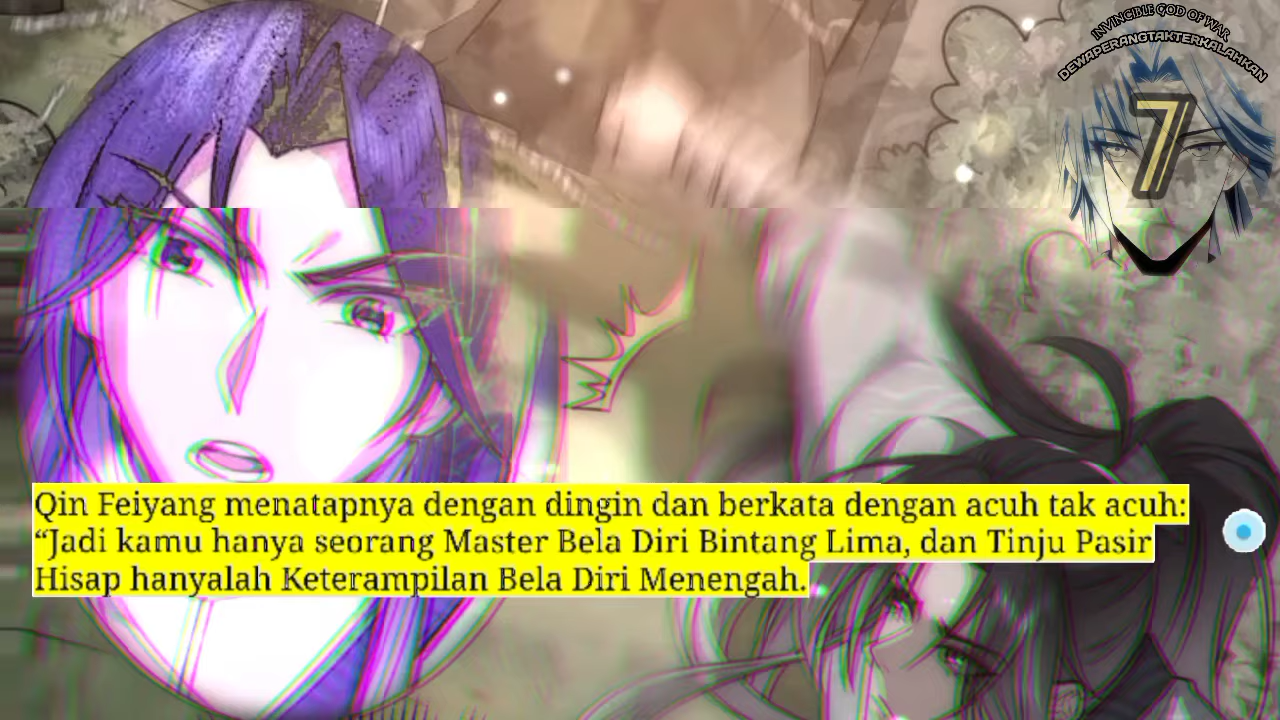 INVINCIBLE GOD OF WAR
DEWAPERANGTAKTERKALAHKAN
7
Qin Feiyang menatapnya dengan dingin dan berkata dengan acuh tak acuh:
“Jadi kamu hanya seorang Master Bela Diri Bintang Lima, dan Tinju Pasir
Hisap hanyalah Keterampilan Bela Diri Menengah.